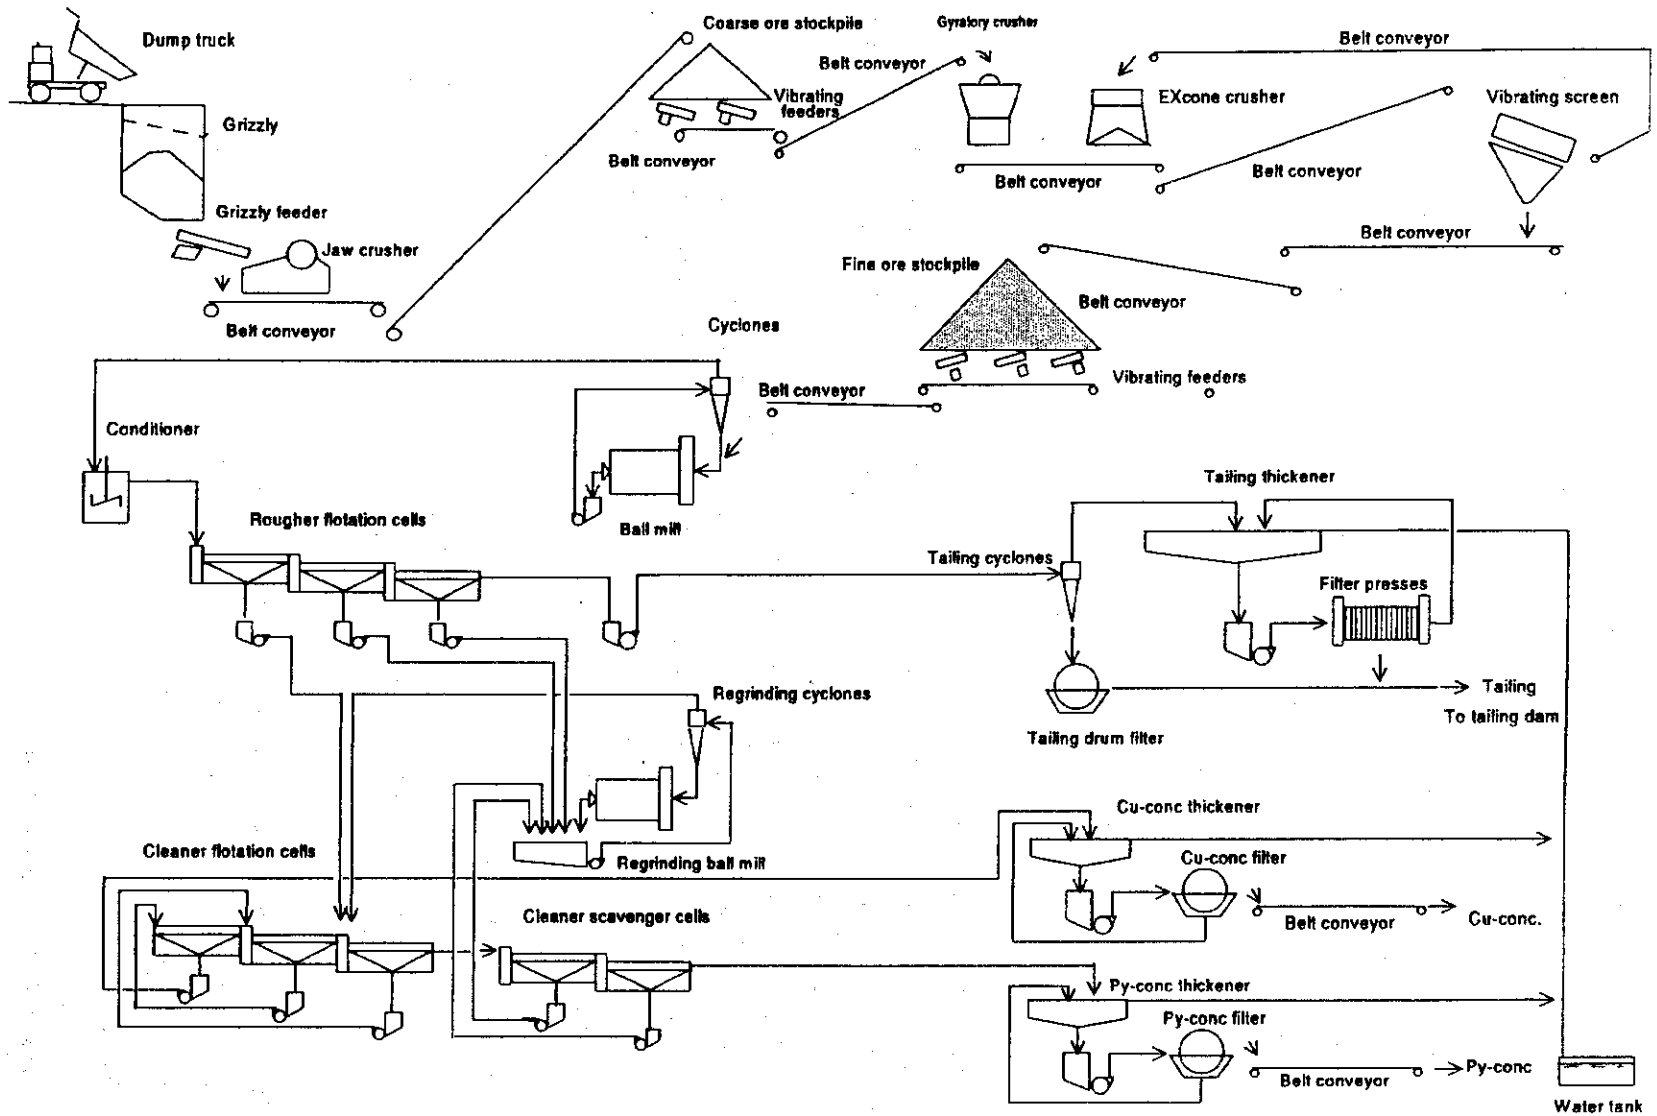 Dump truck
Grizzly
Grizzly feeder
Jaw crusher
Belt conveyor
Coarse ore stockpile
Vibrating
feeders
Belt conveyor
Belt conveyor
Gyratory crusher
EXcone crusher
Belt conveyor
Belt conveyor
Belt conveyor
Vibrating screen
Belt conveyor
Fine ore stockpile
Belt conveyor
Vibrating feeders
Belt conveyor
Cyclones
Ball mill
Conditioner
Rougher flotation cells
Tailing cyclones
Tailing thickener
Filter presses
Tailing
To tailing dam
Tailing drum filter
Regrinding cyclones
Regrinding ball mill
Cleaner flotation cells
Cleaner scavenger cells
Cu-conc thickener
Cu-conc filter
Belt conveyor
Cu-conc.
Py-conc thickener
Py-conc filter
Belt conveyor
Py-conc
Water tank